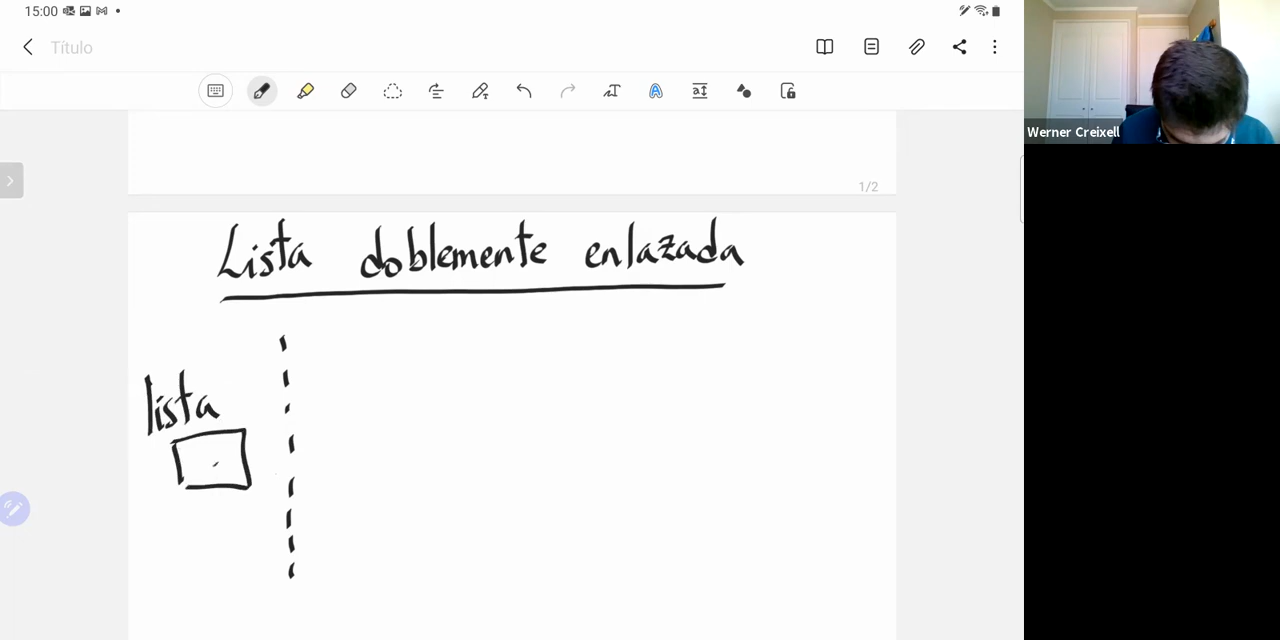 15:00
Título
1/2
Lista doblemente enlazada
lista
Werner Creixell